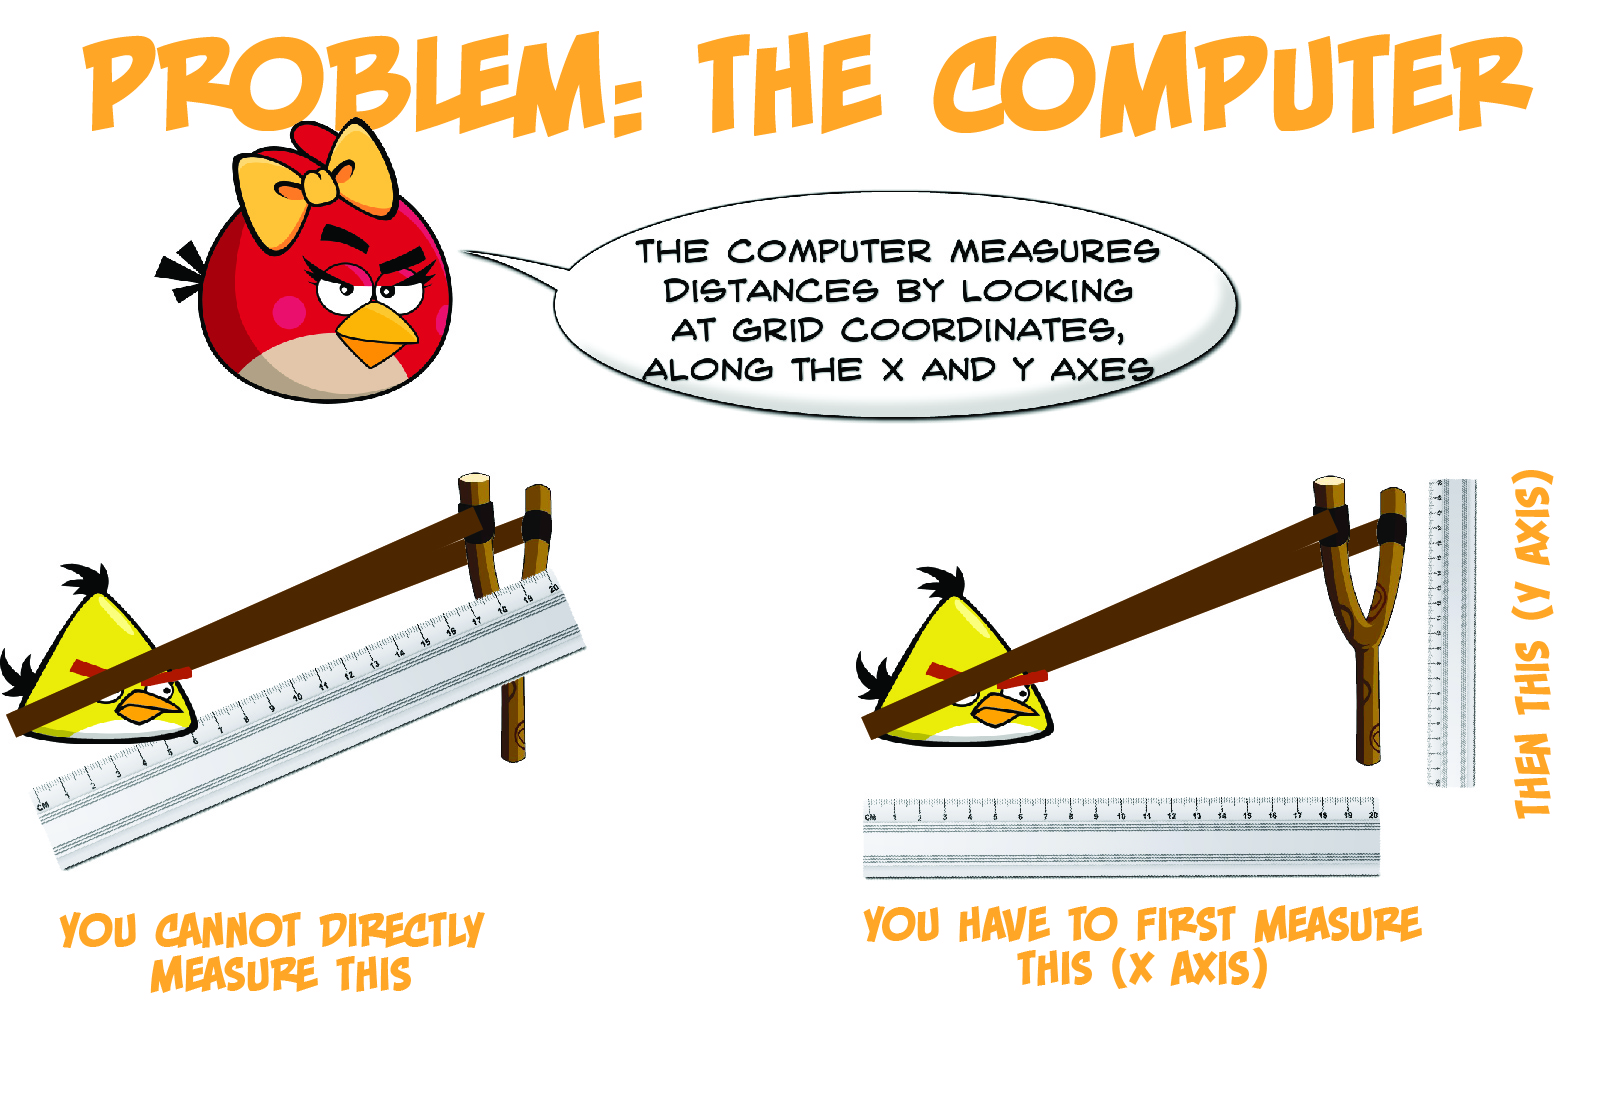 PROBLEM: THE COMPUTER
THE COMPUTER MEASURES
DISTANCES BY LOOKING
AT GRID COORDINATES,
ALONG THE X AND Y AXES
CM 1 2 3 4 5 6 7 8 9 10 11 12 13 14 15 16 17 18 19 20
YOU CANNOT DIRECTLY
MEASURE THIS
CM 1 2 3 4 5 6 7 8 9 10 11 12 13 14 15 16 17 18 19 20
YOU HAVE TO FIRST MEASURE
THIS (X AXIS)
THEN THIS (Y AXIS)